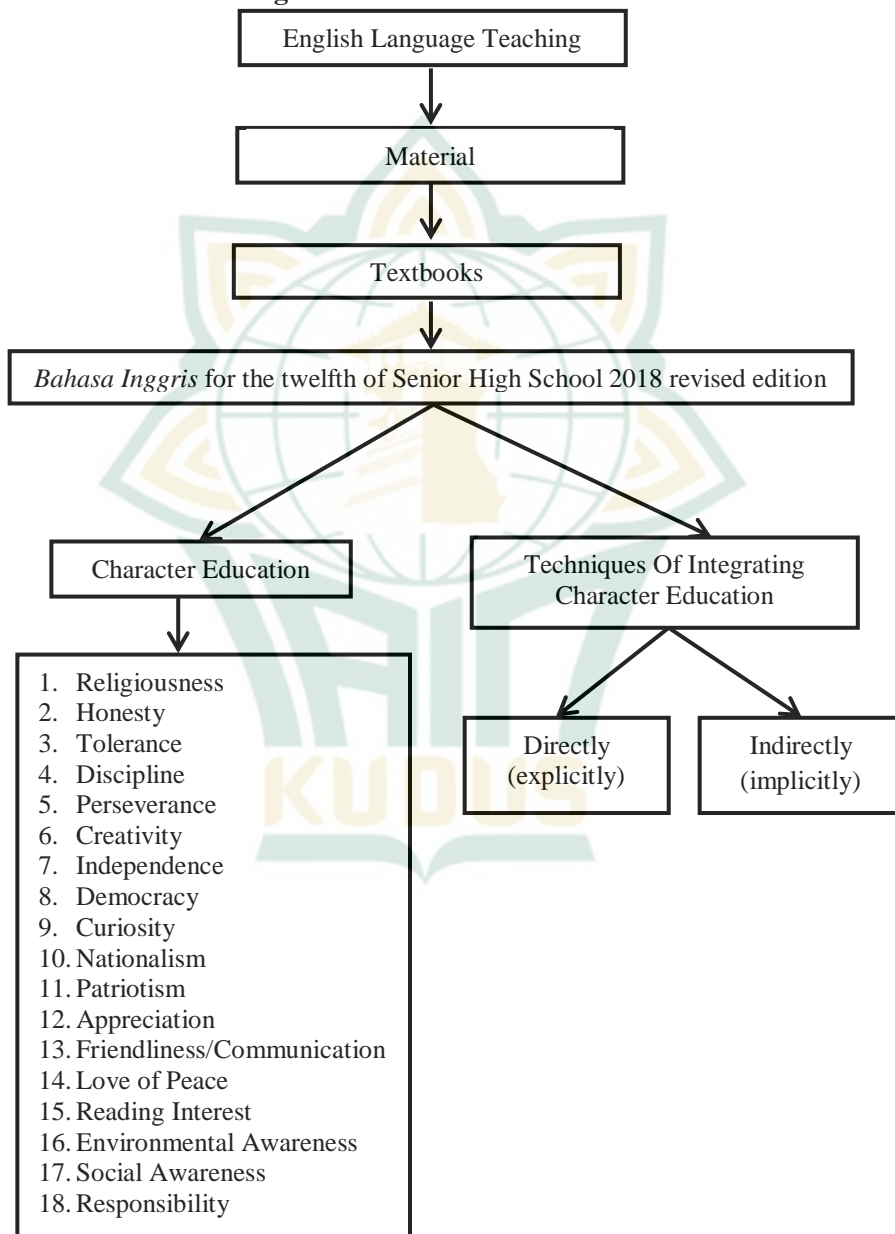 English Language Teaching
Material
Textbooks
Bahasa Inggris for the twelfth of Senior High School 2018 revised edition
Character Education
Techniques Of Integrating
Character Education
1. Religiousness
2. Honesty
3. Tolerance
4. Discipline
5. Perseverance
6. Creativity
7. Independence
8. Democracy
9. Curiosity
10. Nationalism
11. Patriotism
12. Appreciation
13. Friendliness/Communication
14. Love of Peace
15. Reading Interest
16. Environmental Awareness
17. Social Awareness
18. Responsibility
Directly
(explicitly)
Indirectly
(implicitly)
KUDUS